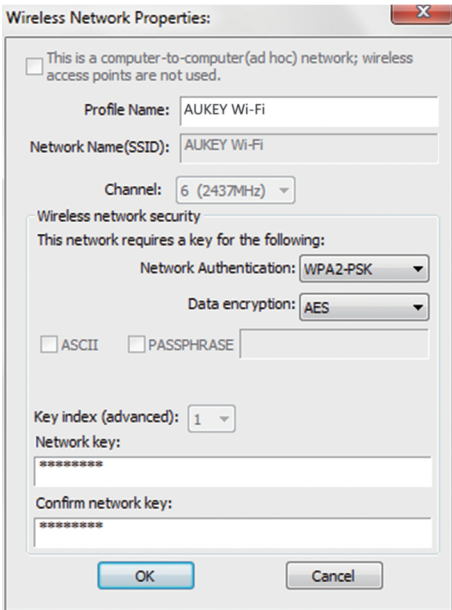 Wireless Network Properties:
This is a computer-to-computer(ad hoc) network; wireless
access points are not used.
Profile Name: AUKEY Wi-Fi
Network Name(SSID): AUKEY Wi-Fi
Channel: 6 (2437MHz)
Wireless network security
This network requires a key for the following:
Network Authentication: WPA2-PSK
Data encryption: AES
ASCII PASSPHRASE
Key index (advanced): 1
Network key:
********
Confirm network key:
********
OK Cancel